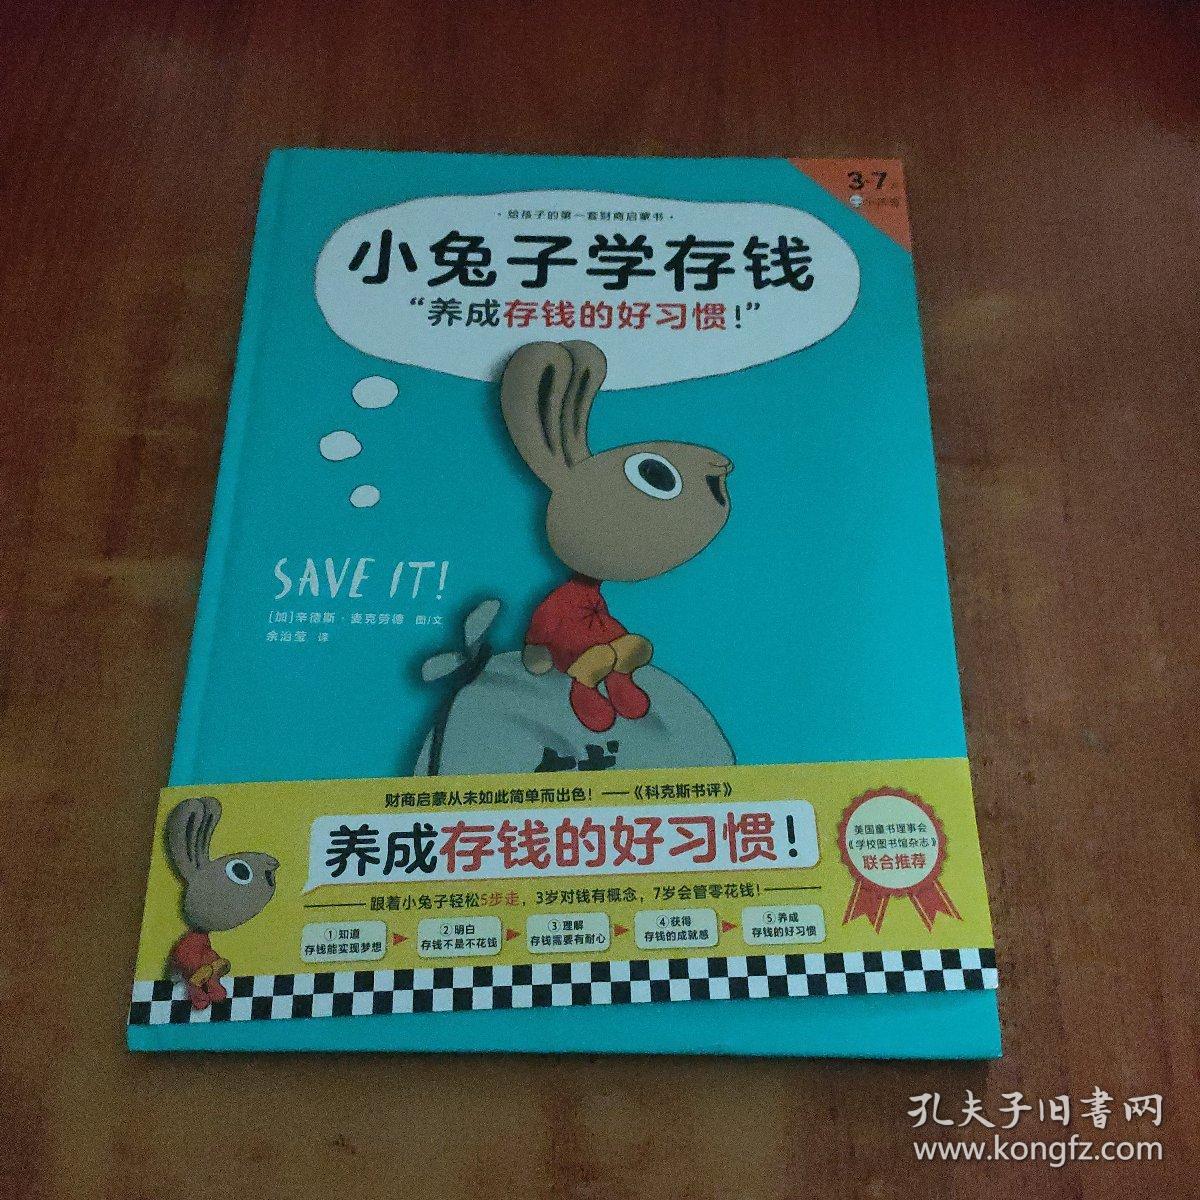 3-7
·给孩子的第一套财商启蒙书·
小兔子学存钱
“养成存钱的好习惯！”
SAVE IT!
[加]辛德斯·麦克劳德 图/文
余治莹 译
钱
财商启蒙从未如此简单而出色！——《科克斯书评》
养成存钱的好习惯！
跟着小兔子轻松5步走，3岁对钱有概念，7岁会管零花钱！
①知道
存钱能实现梦想
②明白
存钱不是不花钱
③理解
存钱需要有耐心
④获得
存钱的成就感
⑤养成
存钱的好习惯
美国童书理事会
《学校图书馆杂志》
联合推荐
孔夫子旧書网
www.kongfz.com